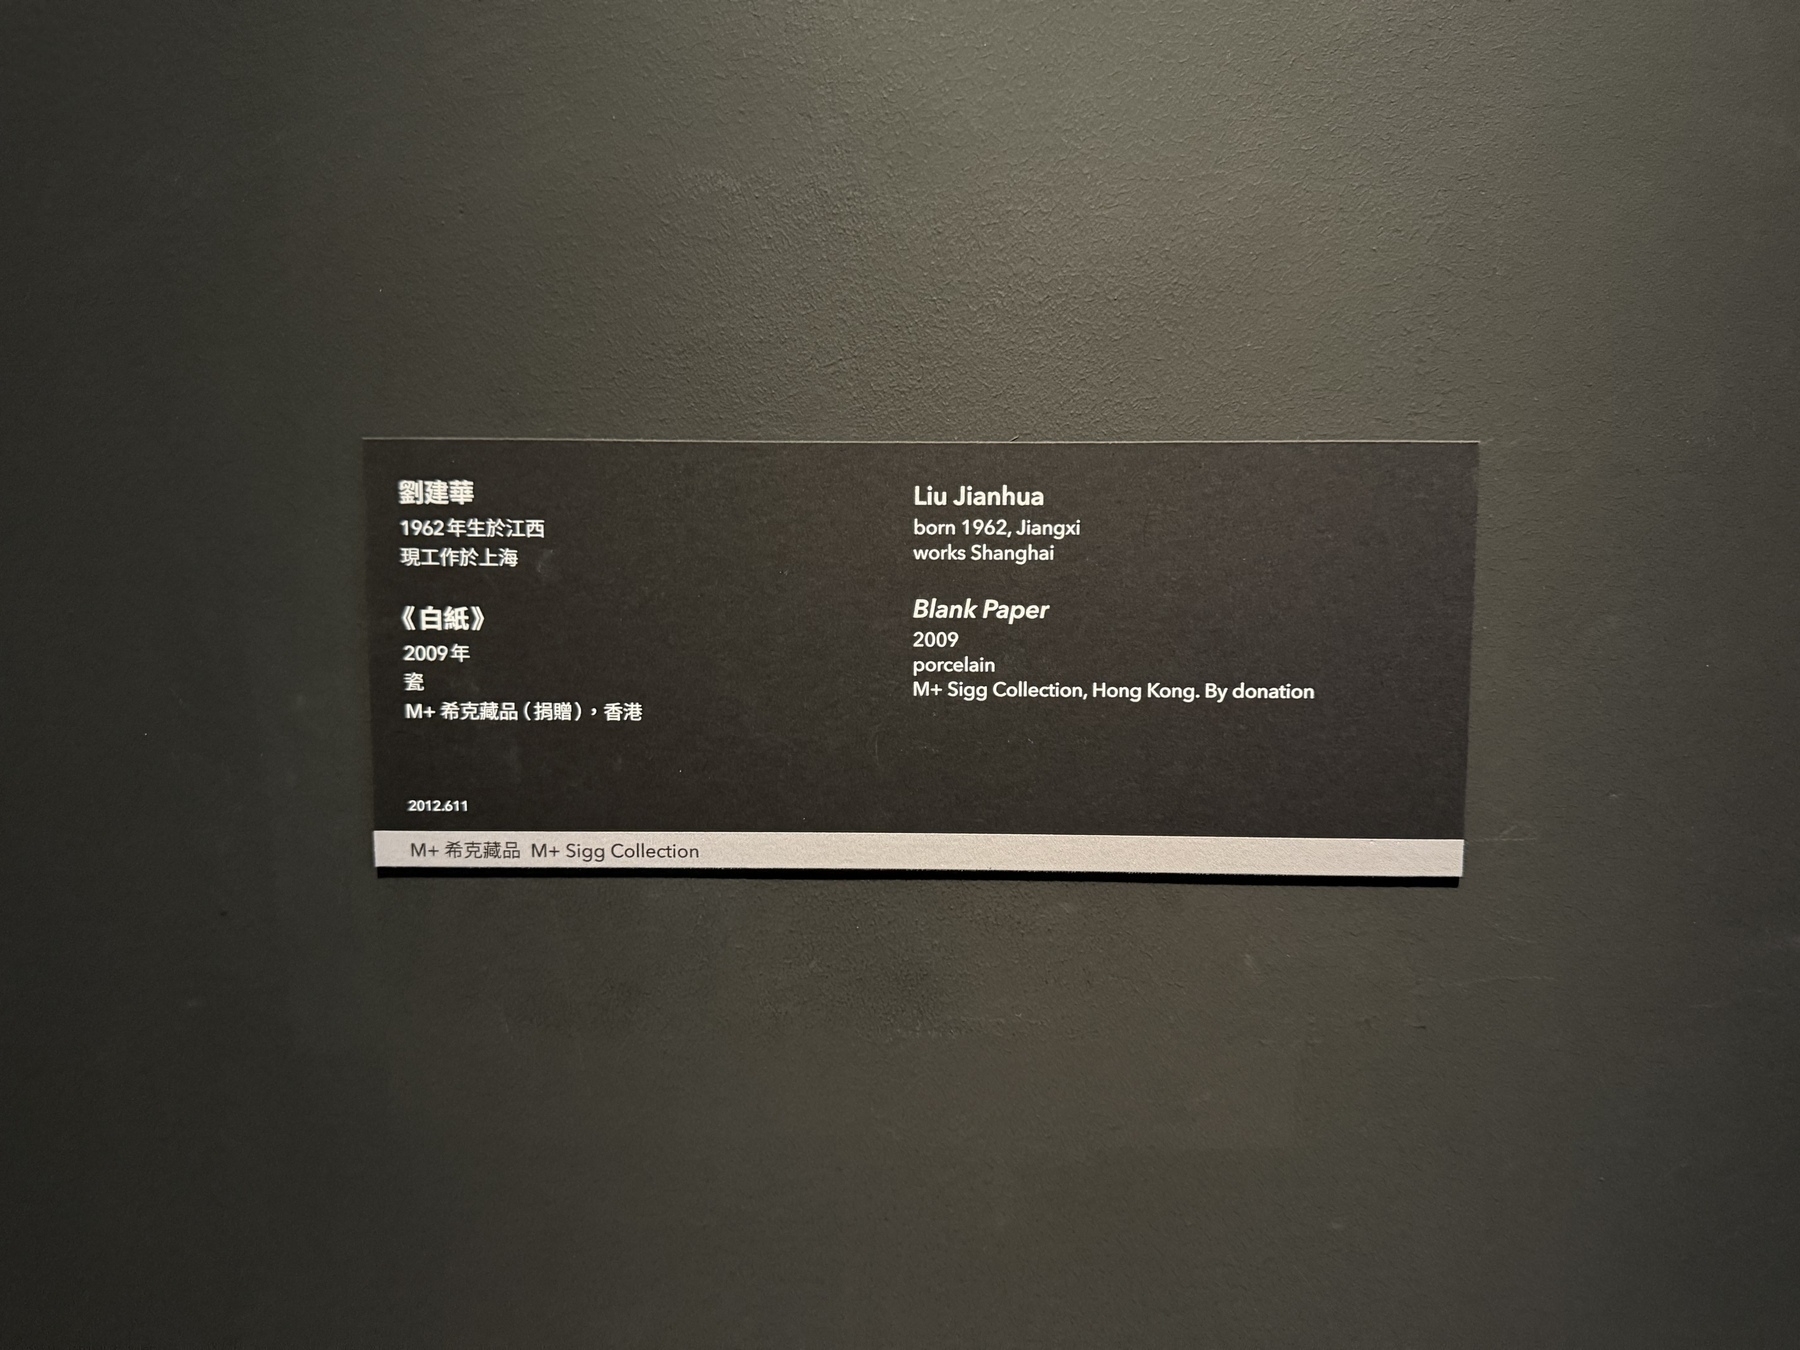 劉建華
1962年生於江西
現工作於上海
《白紙》
2009年
瓷
M+ 希克藏品（捐贈），香港
2012.611
Liu Jianhua
born 1962, Jiangxi
works Shanghai
Blank Paper
2009
porcelain
M+ Sigg Collection, Hong Kong. By donation
M+ 希克藏品 M+ Sigg Collection